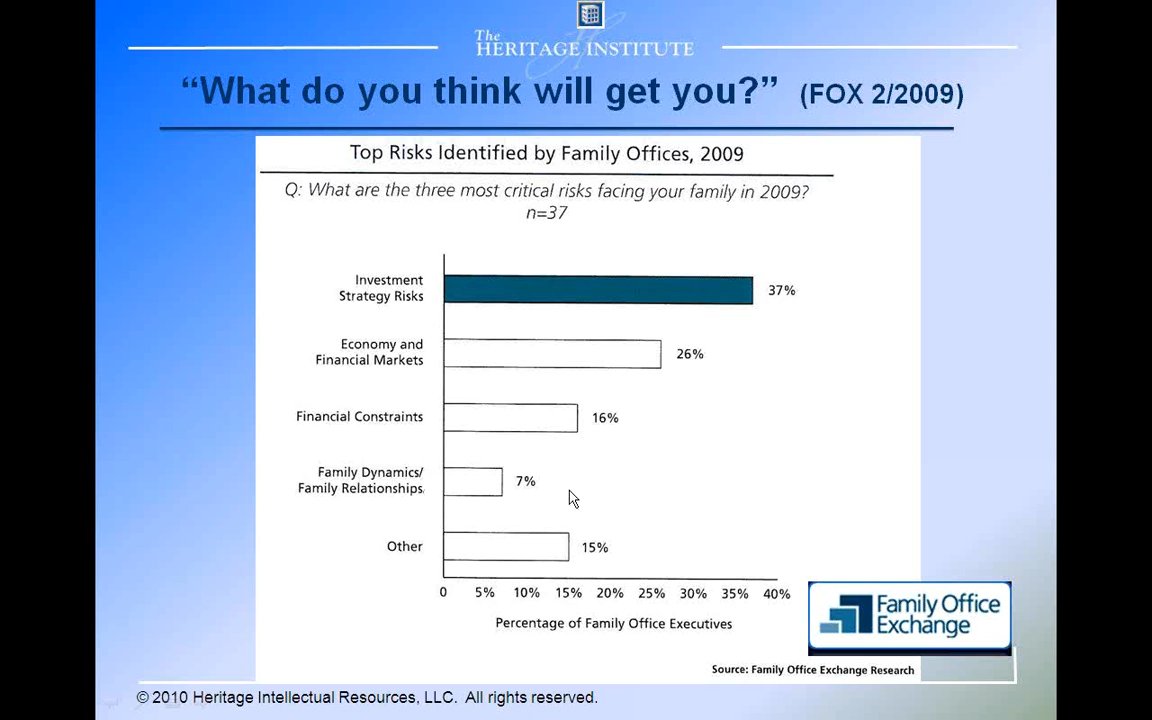 The
HERITAGE INSTITUTE
“What do you think will get you?” (FOX 2/2009)
Top Risks Identified by Family Offices, 2009
Q: What are the three most critical risks facing your family in 2009?
n=37
Investment
Strategy Risks
37%
Economy and
Financial Markets
26%
Financial Constraints
16%
Family Dynamics/
Family Relationships
7%
Other
15%
0 5% 10% 15% 20% 25% 30% 35% 40%
Percentage of Family Office Executives
Family Office
Exchange
Source: Family Office Exchange Research
© 2010 Heritage Intellectual Resources, LLC. All rights reserved.